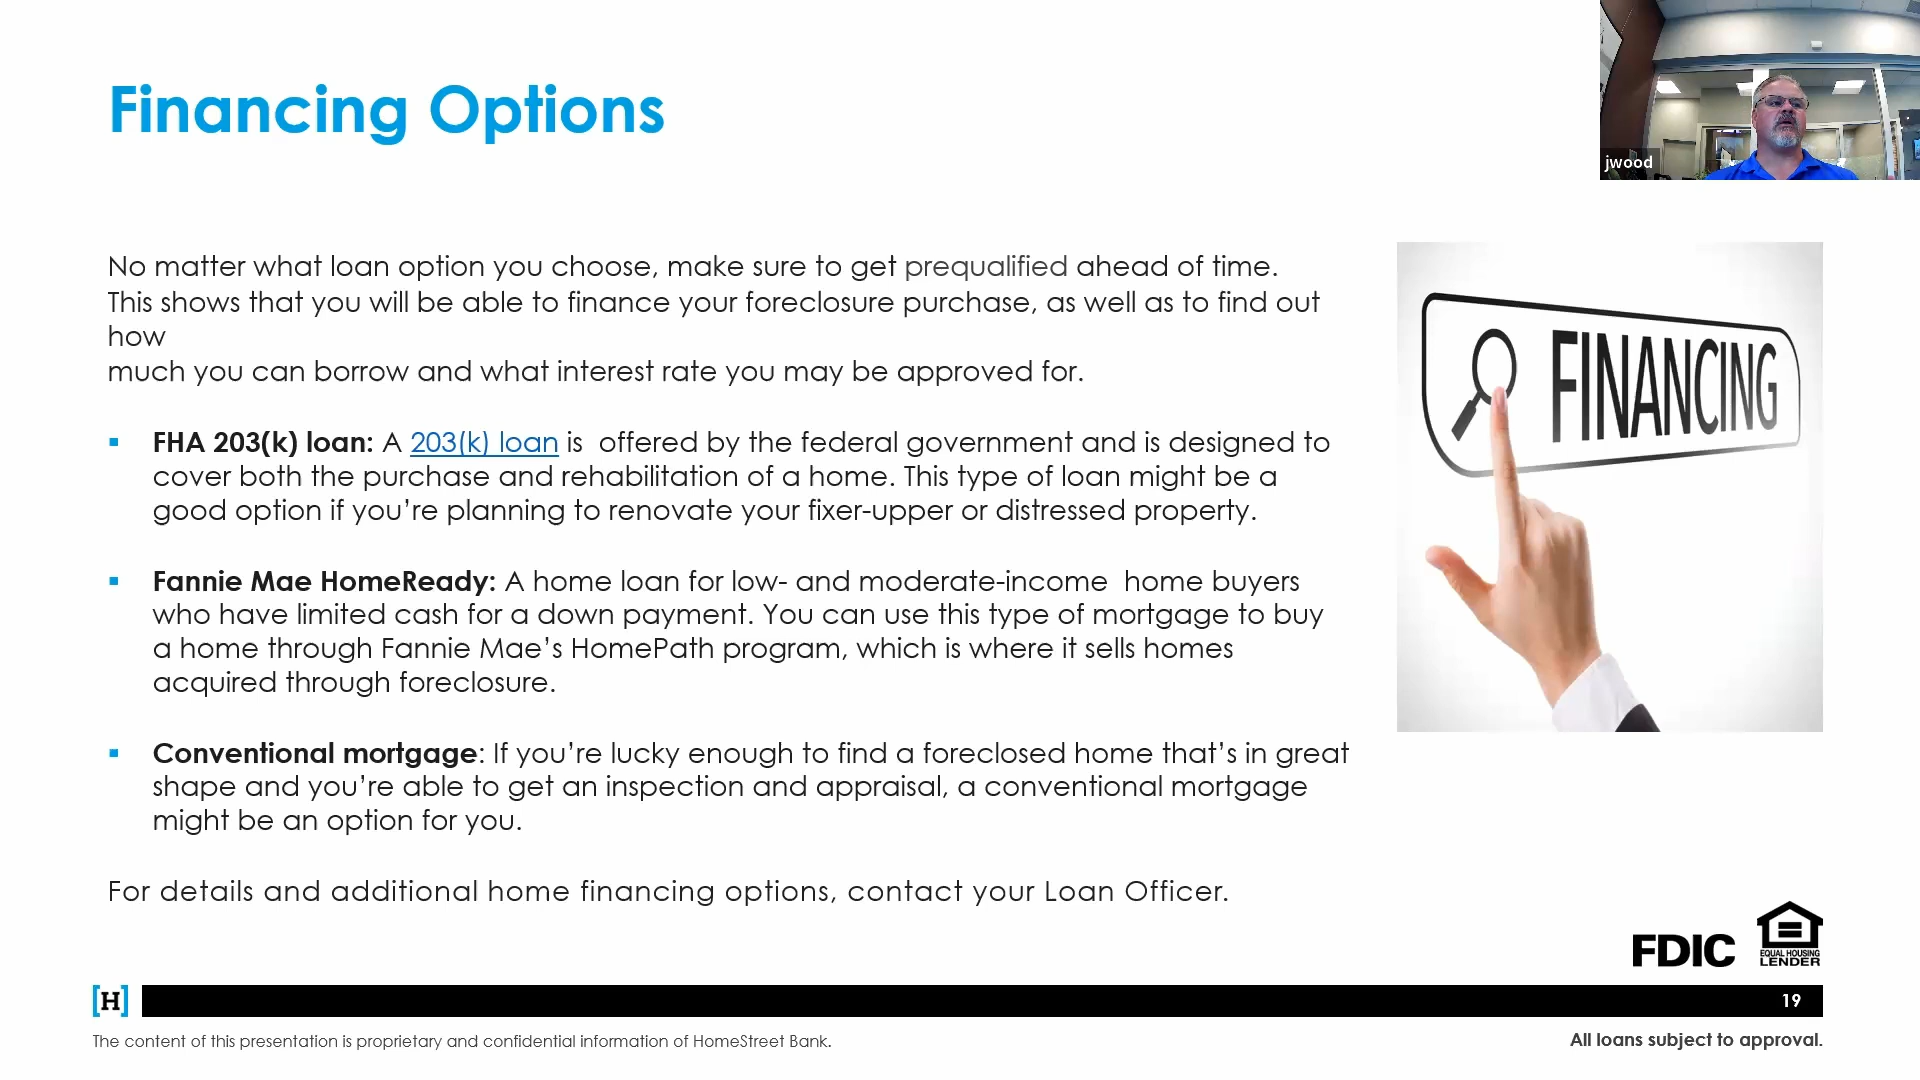 Financing Options
jwood
No matter what loan option you choose, make sure to get prequalified ahead of time.
This shows that you will be able to finance your foreclosure purchase, as well as to find out
how
much you can borrow and what interest rate you may be approved for.
▪ FHA 203(k) loan: A 203(k) loan is  offered by the federal government and is designed to
cover both the purchase and rehabilitation of a home. This type of loan might be a
good option if you’re planning to renovate your fixer-upper or distressed property.
▪ Fannie Mae HomeReady: A home loan for low- and moderate-income  home buyers
who have limited cash for a down payment. You can use this type of mortgage to buy
a home through Fannie Mae’s HomePath program, which is where it sells homes
acquired through foreclosure.
▪ Conventional mortgage: If you’re lucky enough to find a foreclosed home that’s in great
shape and you’re able to get an inspection and appraisal, a conventional mortgage
might be an option for you.
For details and additional home financing options, contact your Loan Officer.
FINANCING
FDIC
EQUAL HOUSING
LENDER
[H]
19
The content of this presentation is proprietary and confidential information of HomeStreet Bank.
All loans subject to approval.